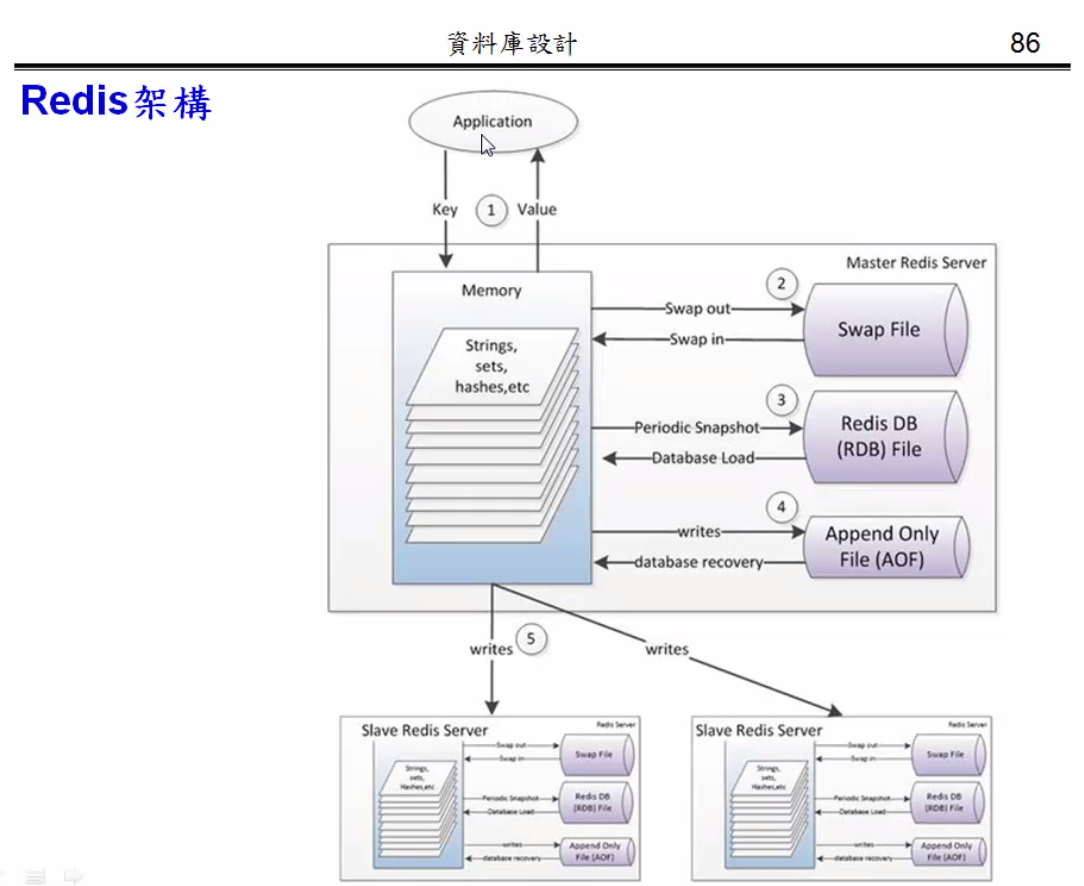 資料庫設計
86
Redis架構
Application
Key
1
Value
Master Redis Server
Memory
Strings,
sets,
hashes,etc
2
Swap out
Swap in
Swap File
3
Periodic Snapshot
Database Load
Redis DB
(RDB) File
4
writes
database recovery
Append Only
File (AOF)
5
writes
writes
Slave Redis Server
Redis Server
Strings,
sets,
Hashes,etc
Swap out
Swap in
Swap File
Periodic Snapshot
Database Load
Redis DB
(RDB) File
writes
database recovery
Append Only
File (AOF)
Slave Redis Server
Redis Server
Strings,
sets,
Hashes,etc
Swap out
Swap in
Swap File
Periodic Snapshot
Database Load
Redis DB
(RDB) File
writes
database recovery
Append Only
File (AOF)